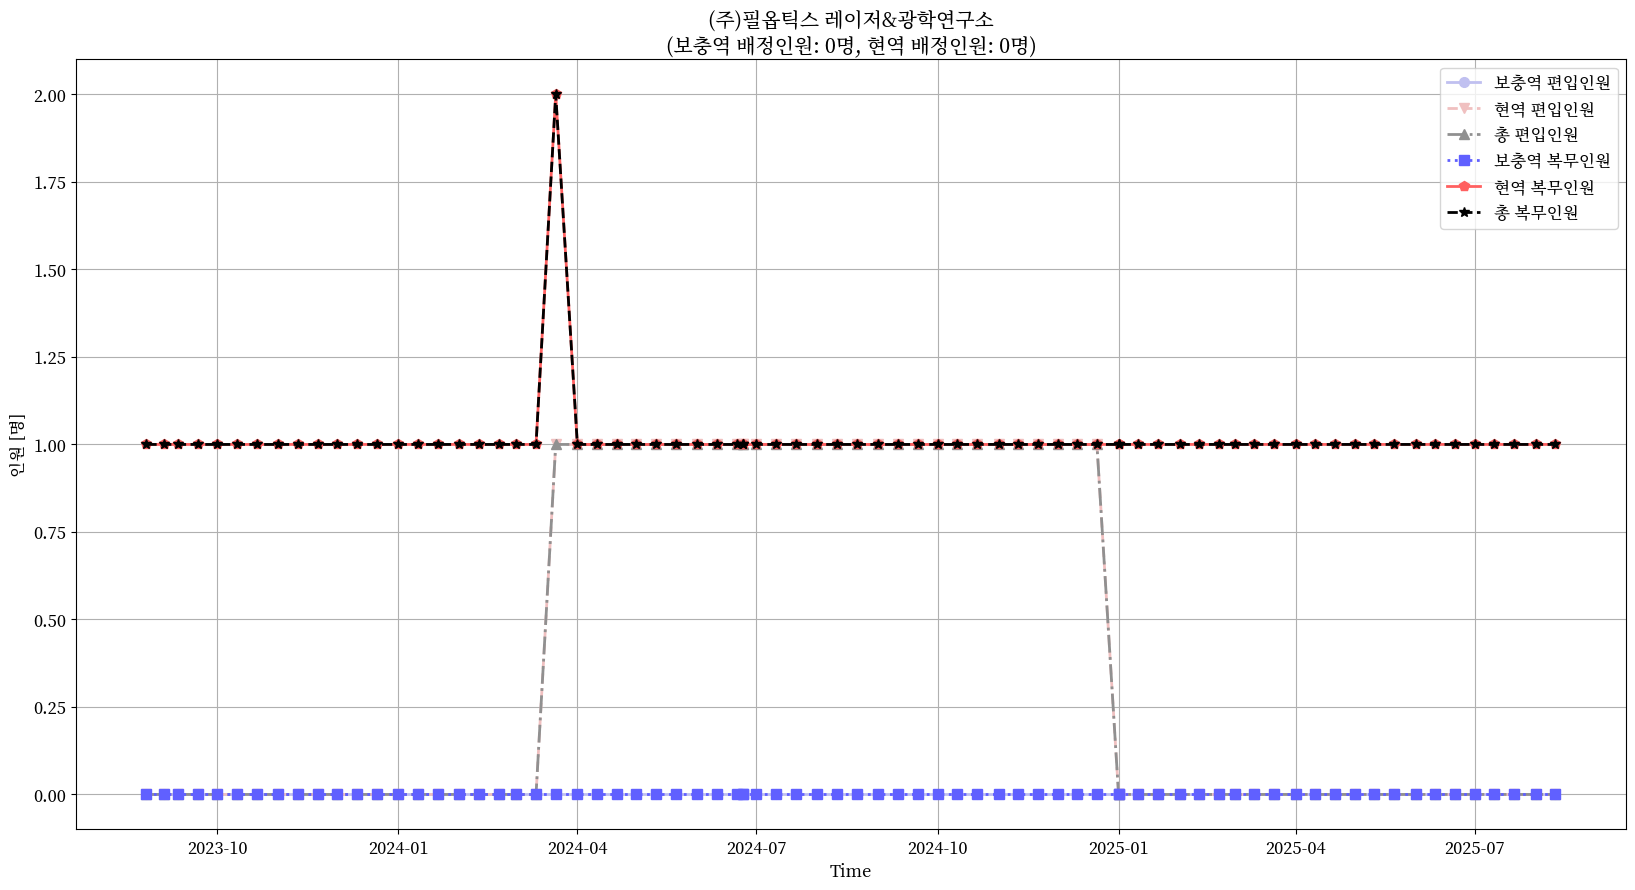 (주)필옵틱스 레이저&광학연구소
(보충역 배정인원: 0명, 현역 배정인원: 0명)
보충역 편입인원
현역 편입인원
총 편입인원
보충역 복무인원
현역 복무인원
총 복무인원
인원 [명]
2.00
1.75
1.50
1.25
1.00
0.75
0.50
0.25
0.00
2023-10
2024-01
2024-04
2024-07
2024-10
2025-01
2025-04
2025-07
Time